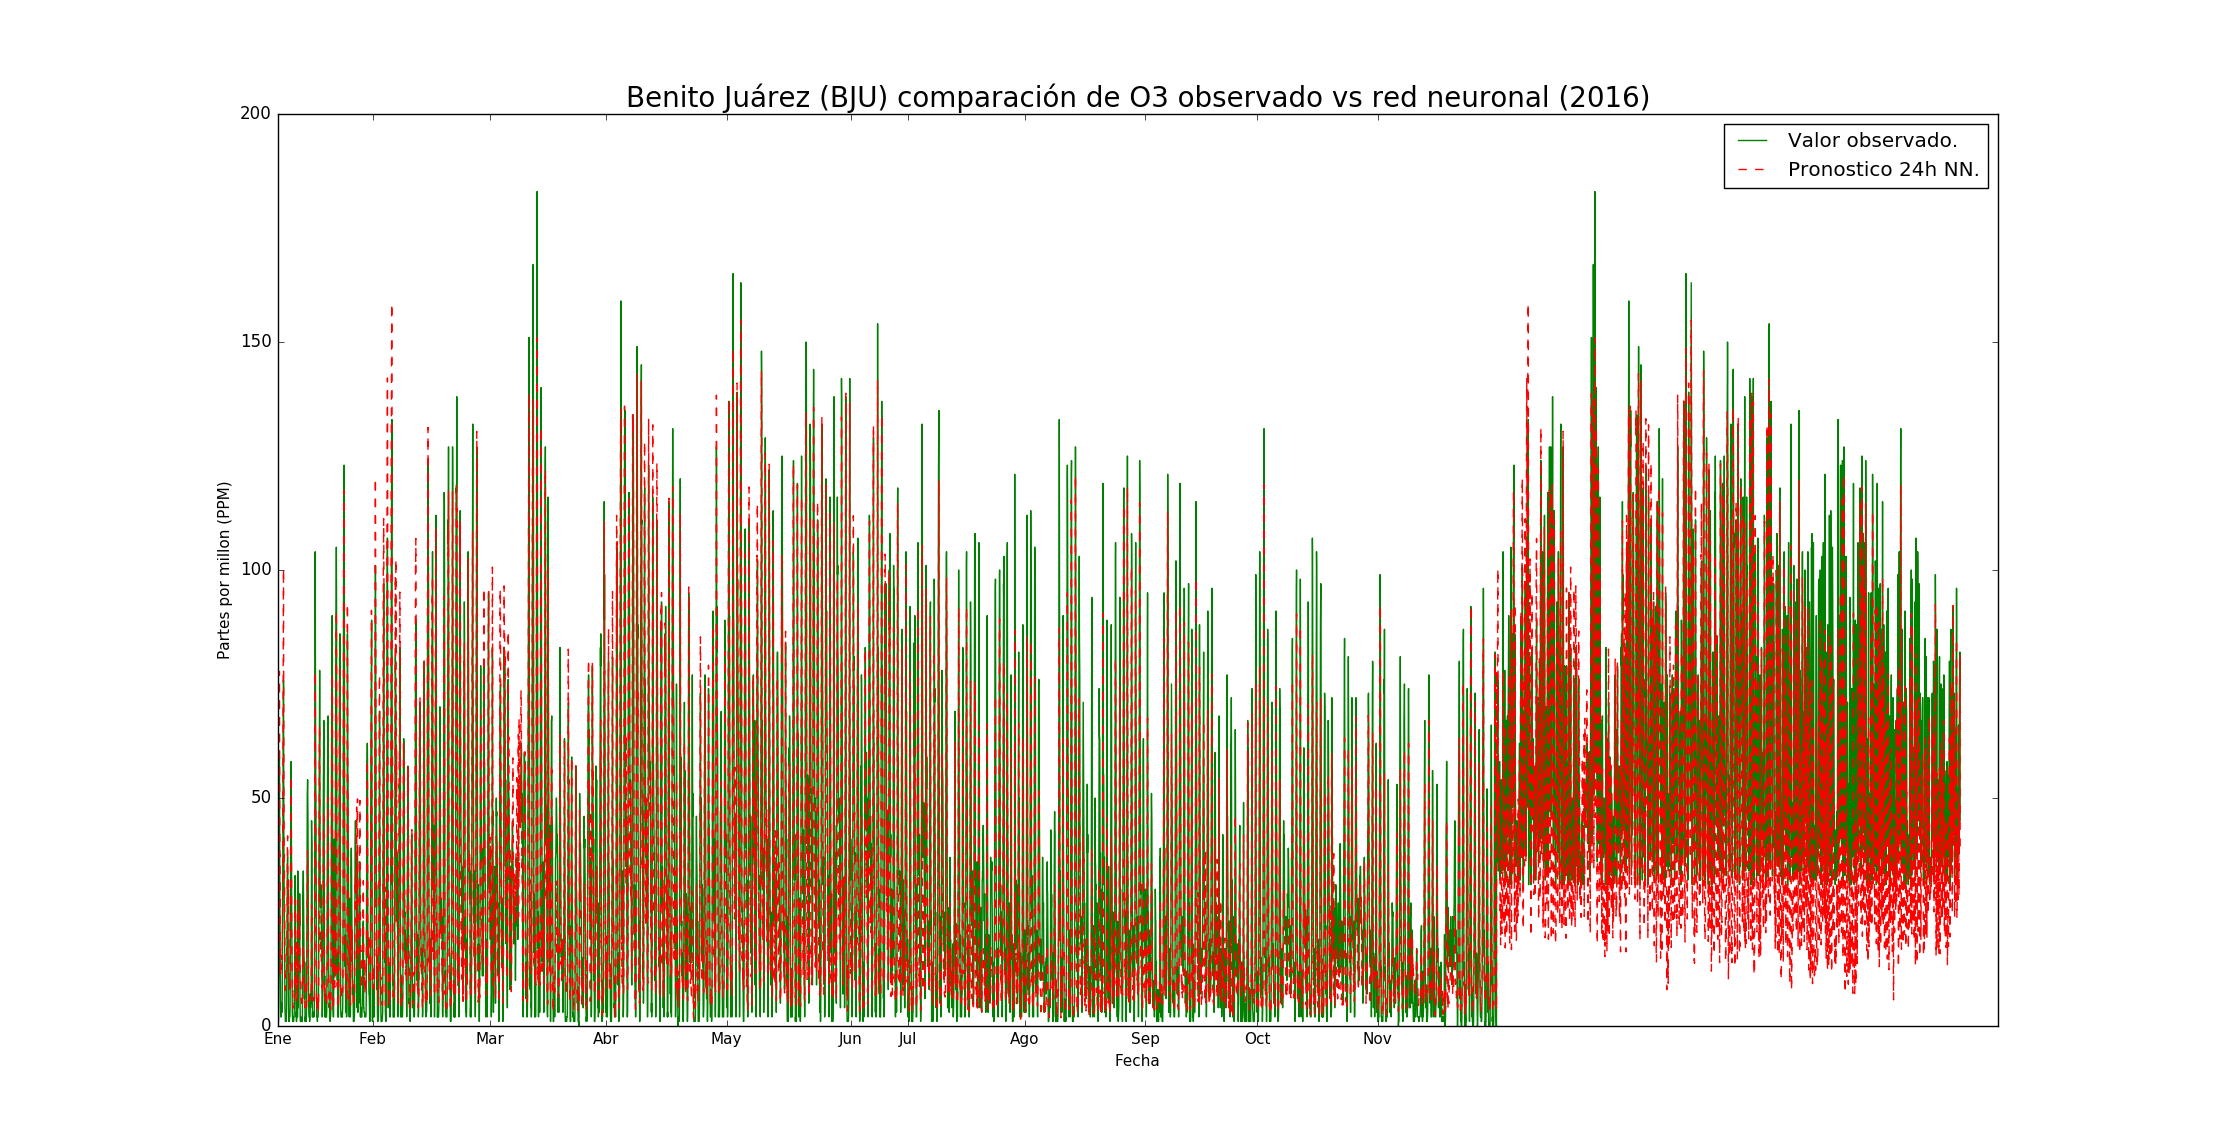 Benito Juárez (BJU) comparación de O3 observado vs red neuronal (2016)
Valor observado.
Pronostico 24h NN.
200
150
100
50
0
Partes por millon (PPM)
Ene Feb Mar Abr May Jun Jul Ago Sep Oct Nov
Fecha